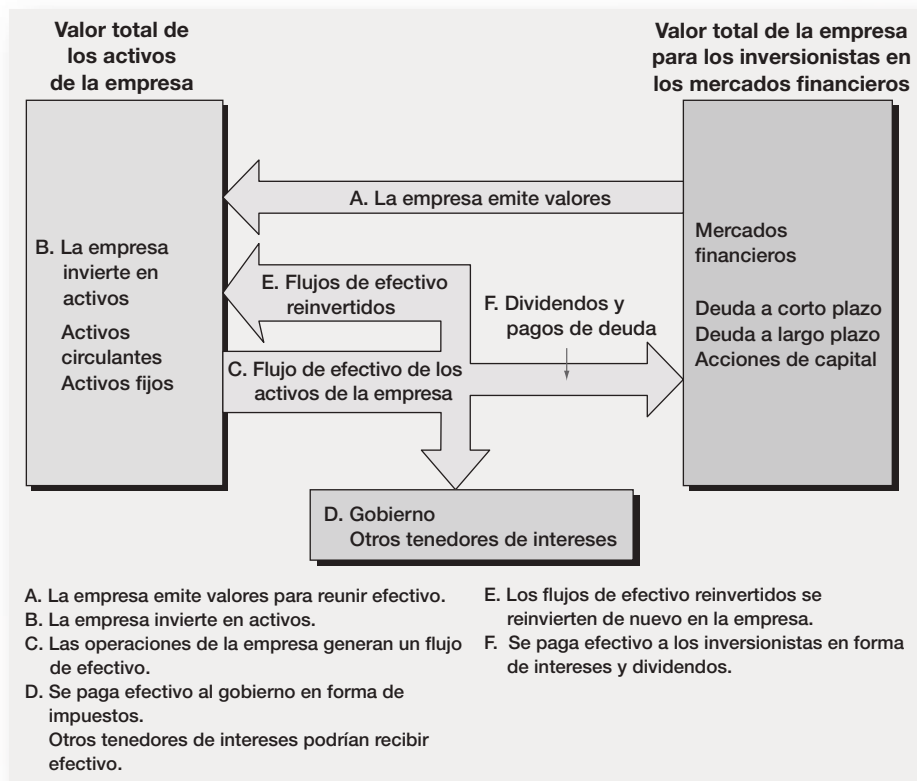 Valor total de
los activos
de la empresa
Valor total de la empresa
para los inversionistas en
los mercados financieros
A. La empresa emite valores
B. La empresa
invierte en
activos
Activos
circulantes
Activos fijos
E. Flujos de efectivo
reinvertidos
C. Flujo de efectivo de los
activos de la empresa
F. Dividendos y
pagos de deuda
Mercados
financieros
Deuda a corto plazo
Deuda a largo plazo
Acciones de capital
D. Gobierno
Otros tenedores de intereses
A. La empresa emite valores para reunir efectivo.
B. La empresa invierte en activos.
C. Las operaciones de la empresa generan un flujo
de efectivo.
D. Se paga efectivo al gobierno en forma de
impuestos.
Otros tenedores de intereses podrían recibir
efectivo.
E. Los flujos de efectivo reinvertidos se
reinvierten de nuevo en la empresa.
F. Se paga efectivo a los inversionistas en forma
de intereses y dividendos.